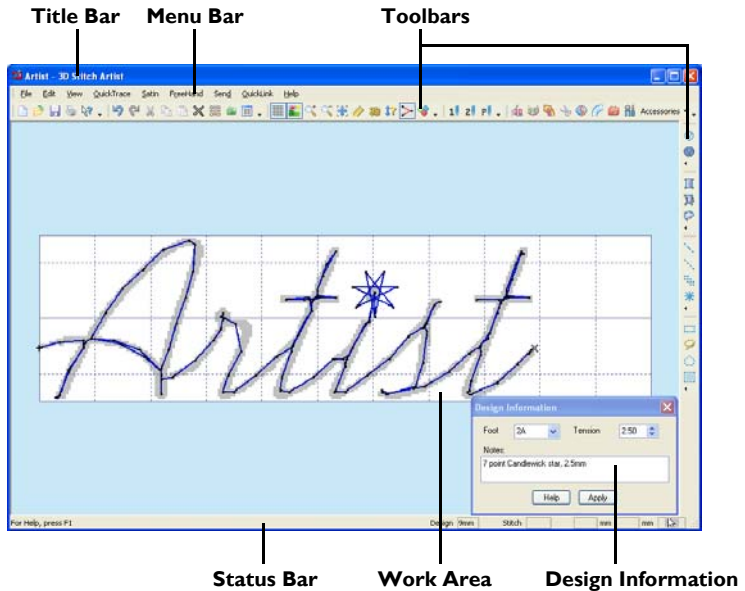 Title Bar Menu Bar Toolbars
Artist - 3D Stitch Artist
File Edit View QuickTrace Satin FreeHand Send QuickLink Help
Accessories
Artist
Design Information
Foot 2A Tension 2:50
Notes:
7 point Candlewick star, 2.5mm
Help Apply
For Help, press F1 Design 9mm Stitch mm mm
Status Bar Work Area Design Information